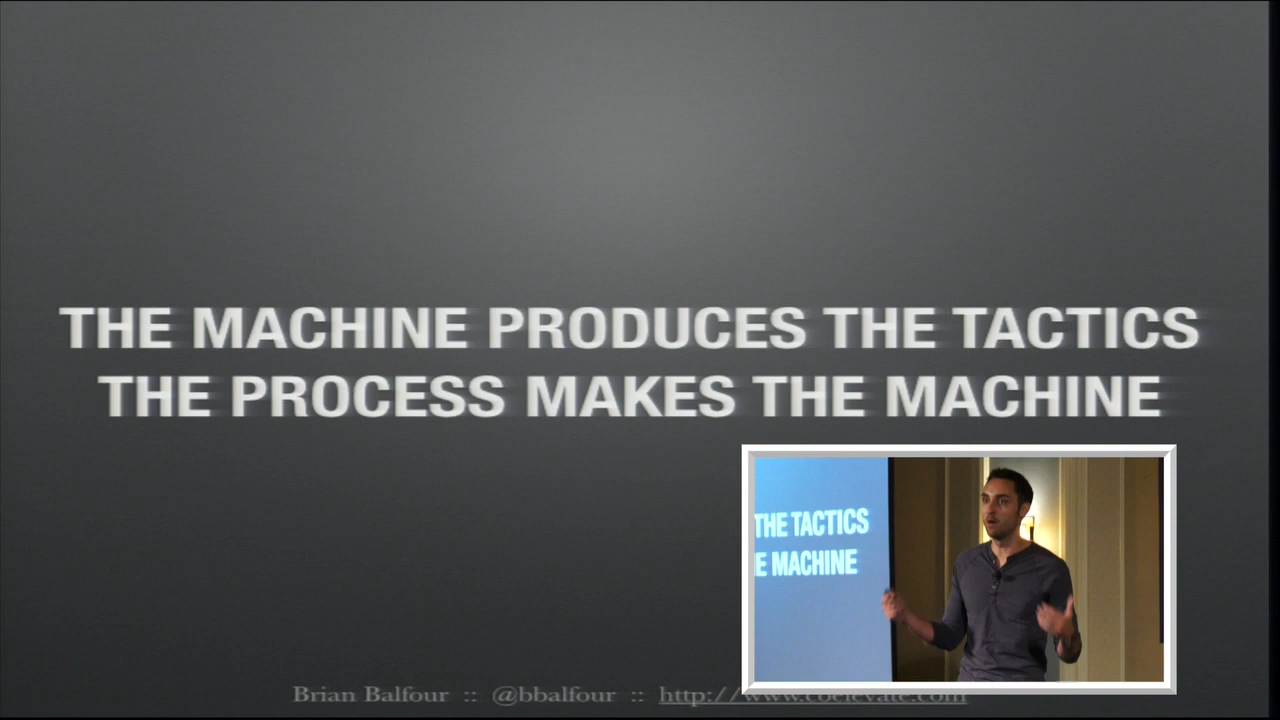 THE MACHINE PRODUCES THE TACTICS
THE PROCESS MAKES THE MACHINE
THE TACTICS
E MACHINE
Brian Balfour :: @bbalfour :: http://www.coelevate.com